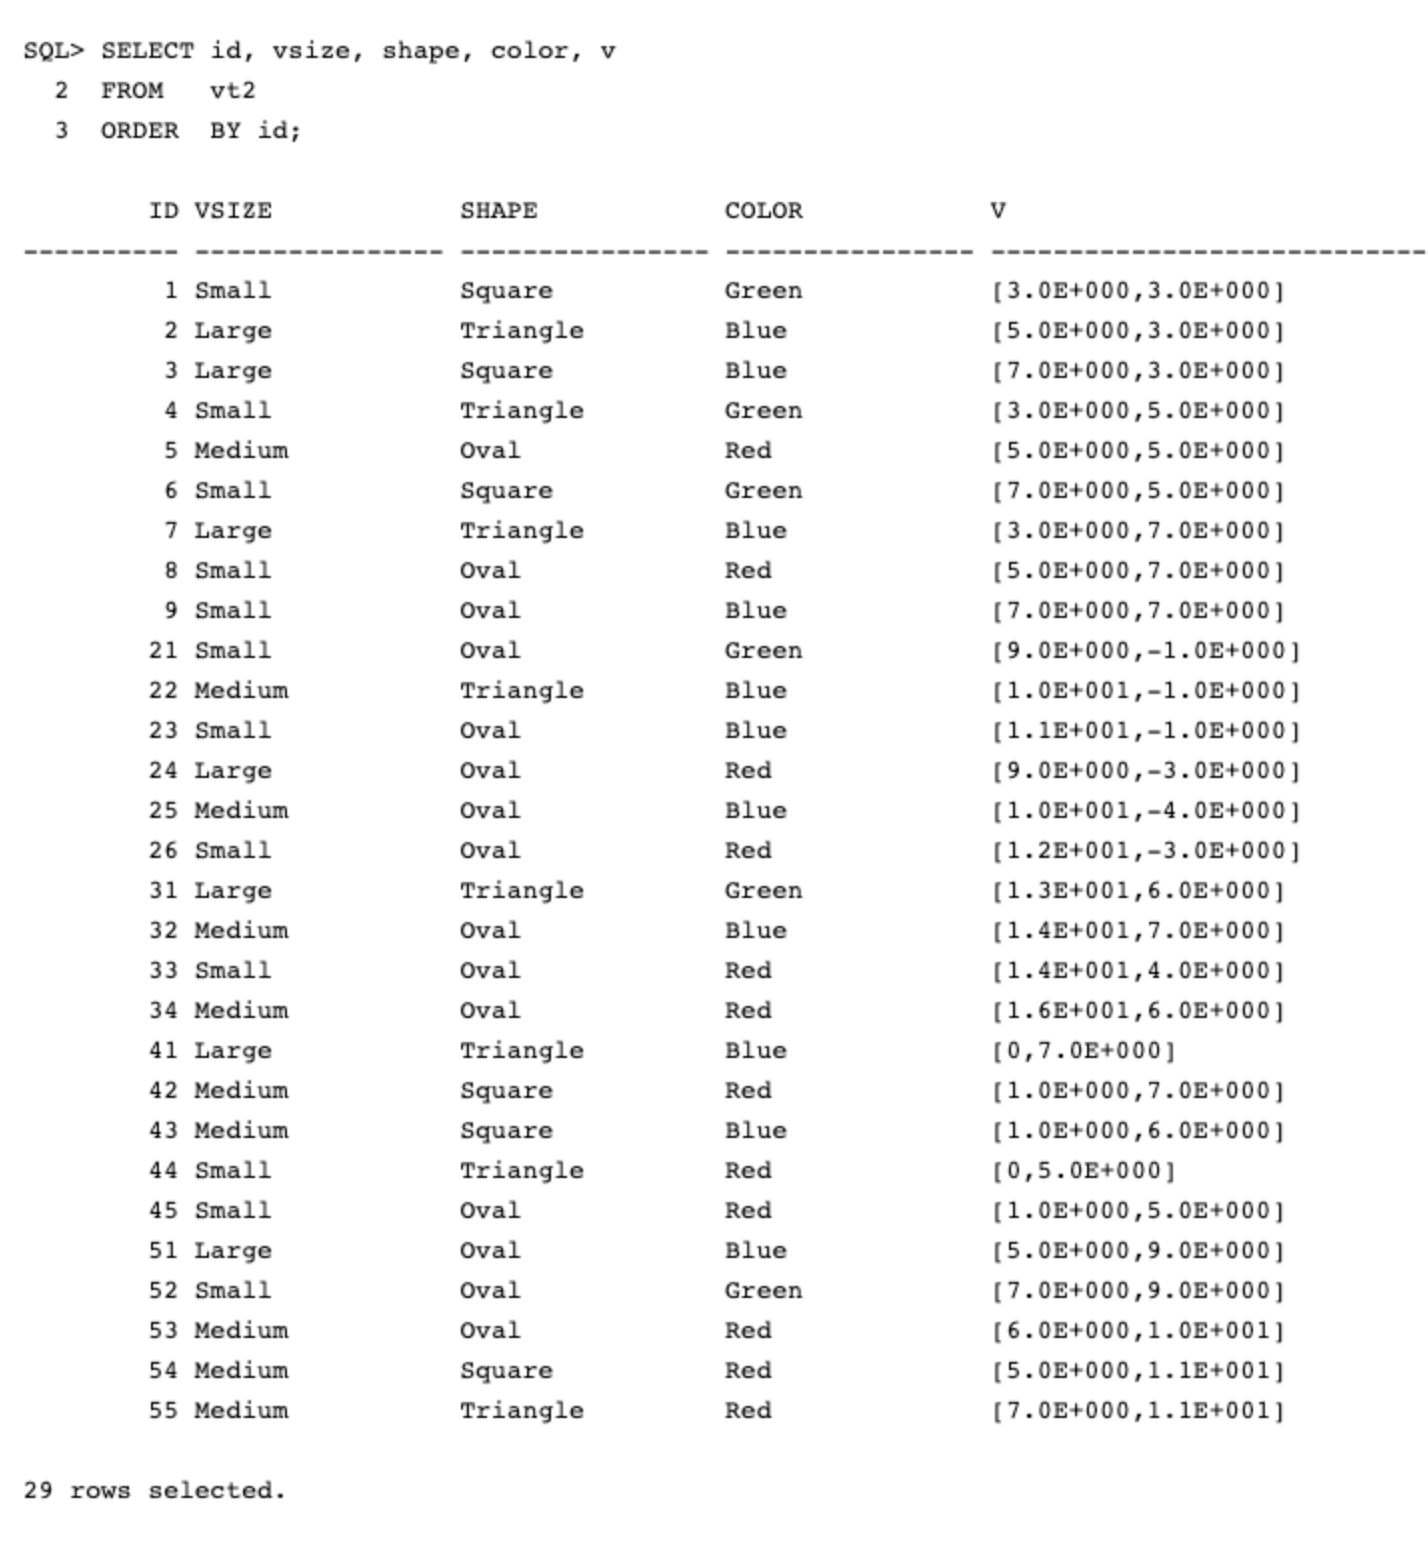 SQL> SELECT id, vsize, shape, color, v
  2  FROM   vt2
  3  ORDER  BY id;

        ID VSIZE            SHAPE            COLOR            V
---------- ---------------- ---------------- ---------------- ----------------------------
         1 Small            Square           Green            [3.0E+000,3.0E+000]
         2 Large            Triangle         Blue             [5.0E+000,3.0E+000]
         3 Large            Square           Blue             [7.0E+000,3.0E+000]
         4 Small            Triangle         Green            [3.0E+000,5.0E+000]
         5 Medium           Oval             Red              [5.0E+000,5.0E+000]
         6 Small            Square           Green            [7.0E+000,5.0E+000]
         7 Large            Triangle         Blue             [3.0E+000,7.0E+000]
         8 Small            Oval             Red              [5.0E+000,7.0E+000]
         9 Small            Oval             Blue             [7.0E+000,7.0E+000]
        21 Small            Oval             Green            [9.0E+000,-1.0E+000]
        22 Medium           Triangle         Blue             [1.0E+001,-1.0E+000]
        23 Small            Oval             Blue             [1.1E+001,-1.0E+000]
        24 Large            Oval             Red              [9.0E+000,-3.0E+000]
        25 Medium           Oval             Blue             [1.0E+001,-4.0E+000]
        26 Small            Oval             Red              [1.2E+001,-3.0E+000]
        31 Large            Triangle         Green            [1.3E+001,6.0E+000]
        32 Medium           Oval             Blue             [1.4E+001,7.0E+000]
        33 Small            Oval             Red              [1.4E+001,4.0E+000]
        34 Medium           Oval             Red              [1.6E+001,6.0E+000]
        41 Large            Triangle         Blue             [0,7.0E+000]
        42 Medium           Square           Red              [1.0E+000,7.0E+000]
        43 Medium           Square           Blue             [1.0E+000,6.0E+000]
        44 Small            Triangle         Red              [0,5.0E+000]
        45 Small            Oval             Red              [1.0E+000,5.0E+000]
        51 Large            Oval             Blue             [5.0E+000,9.0E+000]
        52 Small            Oval             Green            [7.0E+000,9.0E+000]
        53 Medium           Oval             Red              [6.0E+000,1.0E+001]
        54 Medium           Square           Red              [5.0E+000,1.1E+001]
        55 Medium           Triangle         Red              [7.0E+000,1.1E+001]

29 rows selected.